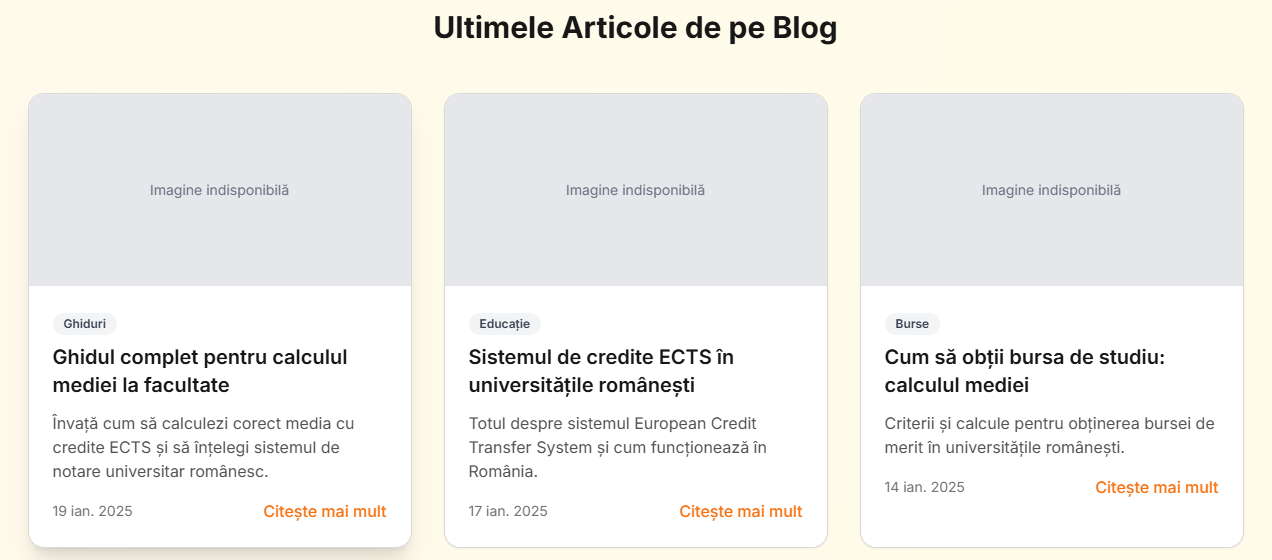 Ultimele Articole de pe Blog
Imagine indisponibilă
Ghiduri
Ghidul complet pentru calculul
mediei la facultate
Învață cum să calculezi corect media cu
credite ECTS și să înțelegi sistemul de
notare universitar românesc.
19 ian. 2025
Citește mai mult
Imagine indisponibilă
Educație
Sistemul de credite ECTS în
universitățile românești
Totul despre sistemul European Credit
Transfer System și cum funcționează în
România.
17 ian. 2025
Citește mai mult
Imagine indisponibilă
Burse
Cum să obții bursa de studiu:
calculul mediei
Criterii și calcule pentru obținerea bursei de
merit în universitățile românești.
14 ian. 2025
Citește mai mult